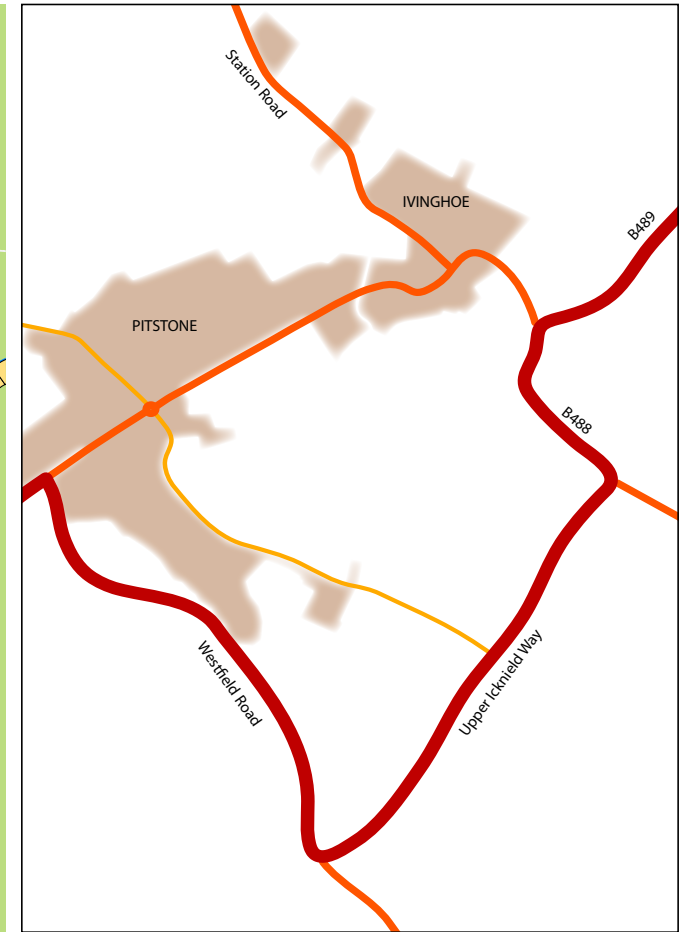 Station Road
IVINGHOE
B489
PITSTONE
B488
Westfield Road
Upper Icknield Way